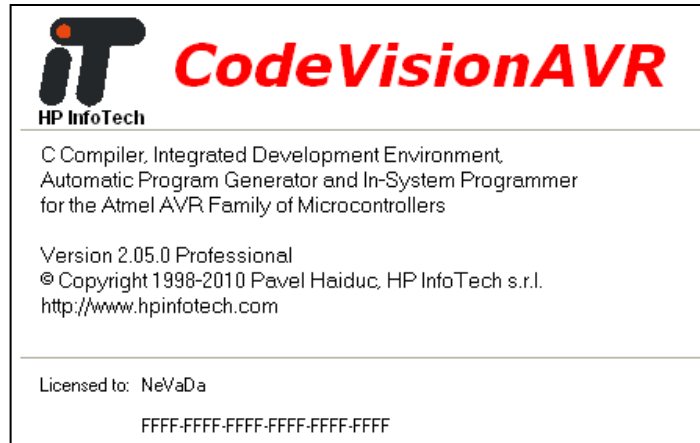 iT
CodeVisionAVR
HP InfoTech
C Compiler, Integrated Development Environment,
Automatic Program Generator and In-System Programmer
for the Atmel AVR Family of Microcontrollers
Version 2.05.0 Professional
© Copyright 1998-2010 Pavel Haiduc, HP InfoTech s.r.l.
http://www.hpinfotech.com
Licensed to: NeVaDa
FFFF-FFFF-FFFF-FFFF-FFFF-FFFF